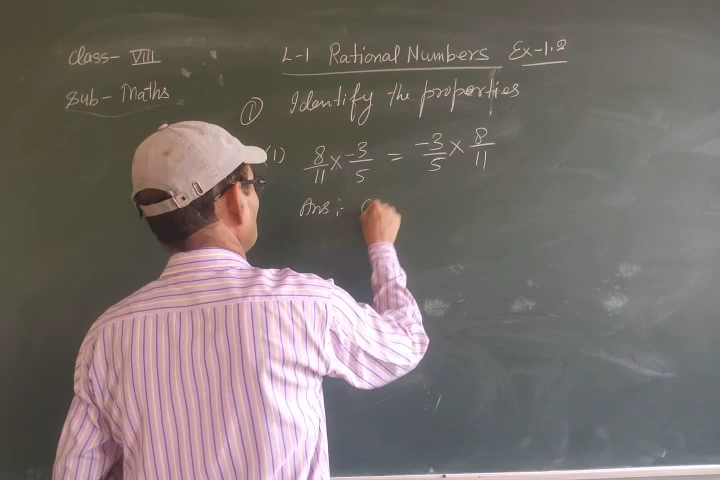 Class- VIII
L-1 Rational Numbers Ex-1.2
Sub- Maths
① Identify the properties
(1) 8/11 × -3/5 = -3/5 × 8/11
Ans :-